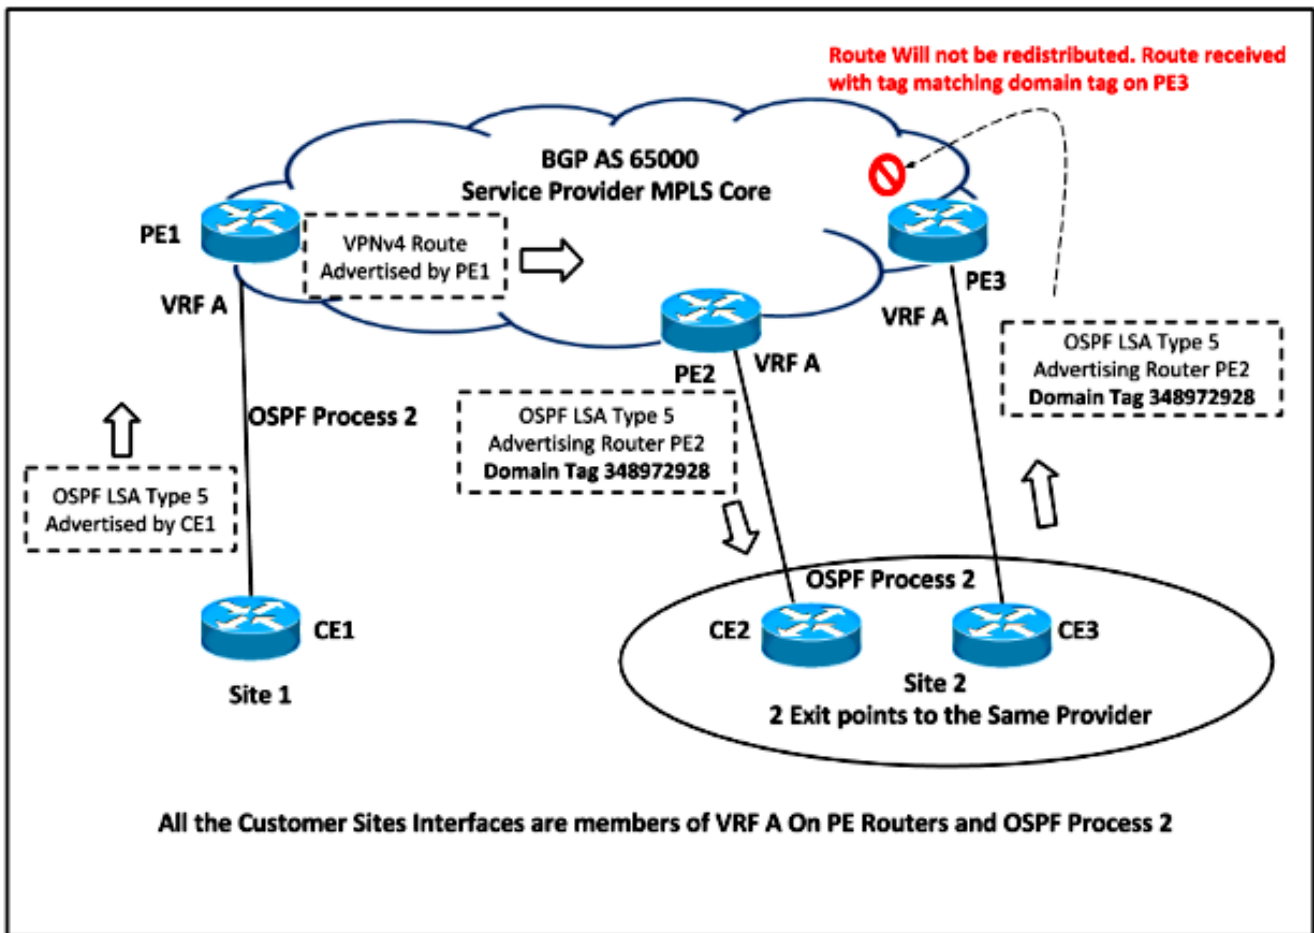 Route Will not be redistributed. Route received
with tag matching domain tag on PE3
BGP AS 65000
Service Provider MPLS Core
PE1
VPNv4 Route
Advertised by PE1
VRF A
PE3
VRF A
PE2
VRF A
OSPF LSA Type 5
Advertising Router PE2
Domain Tag 348972928
OSPF Process 2
OSPF LSA Type 5
Advertising Router PE2
Domain Tag 348972928
OSPF LSA Type 5
Advertised by CE1
OSPF Process 2
CE1
CE2
CE3
Site 1
Site 2
2 Exit points to the Same Provider
All the Customer Sites Interfaces are members of VRF A On PE Routers and OSPF Process 2